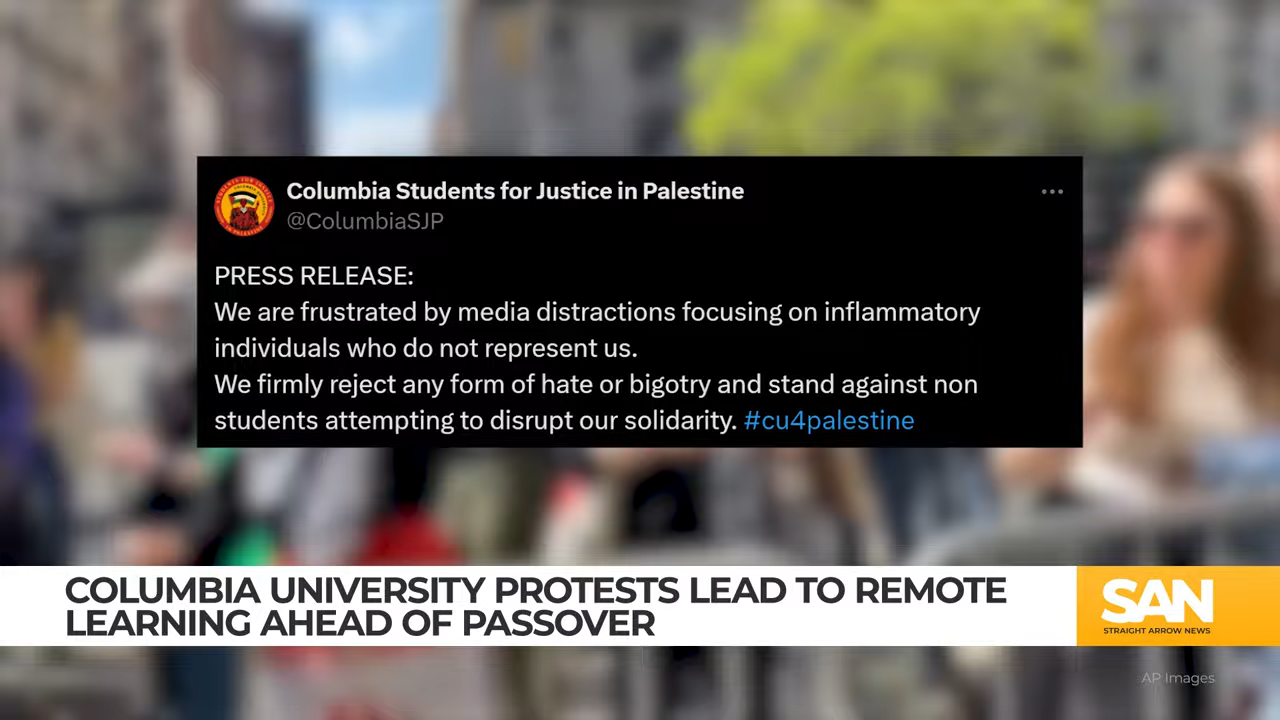 Columbia Students for Justice in Palestine
@ColumbiaSJP
PRESS RELEASE:
We are frustrated by media distractions focusing on inflammatory
individuals who do not represent us.
We firmly reject any form of hate or bigotry and stand against non
students attempting to disrupt our solidarity. #cu4palestine
COLUMBIA UNIVERSITY PROTESTS LEAD TO REMOTE
LEARNING AHEAD OF PASSOVER
SAN
STRAIGHT ARROW NEWS
AP Images